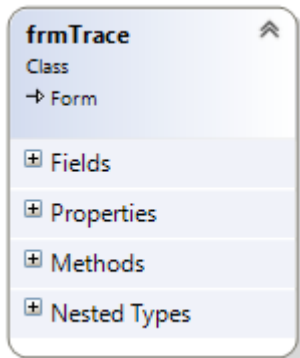 frmTrace
Class
Form
Fields
Properties
Methods
Nested Types